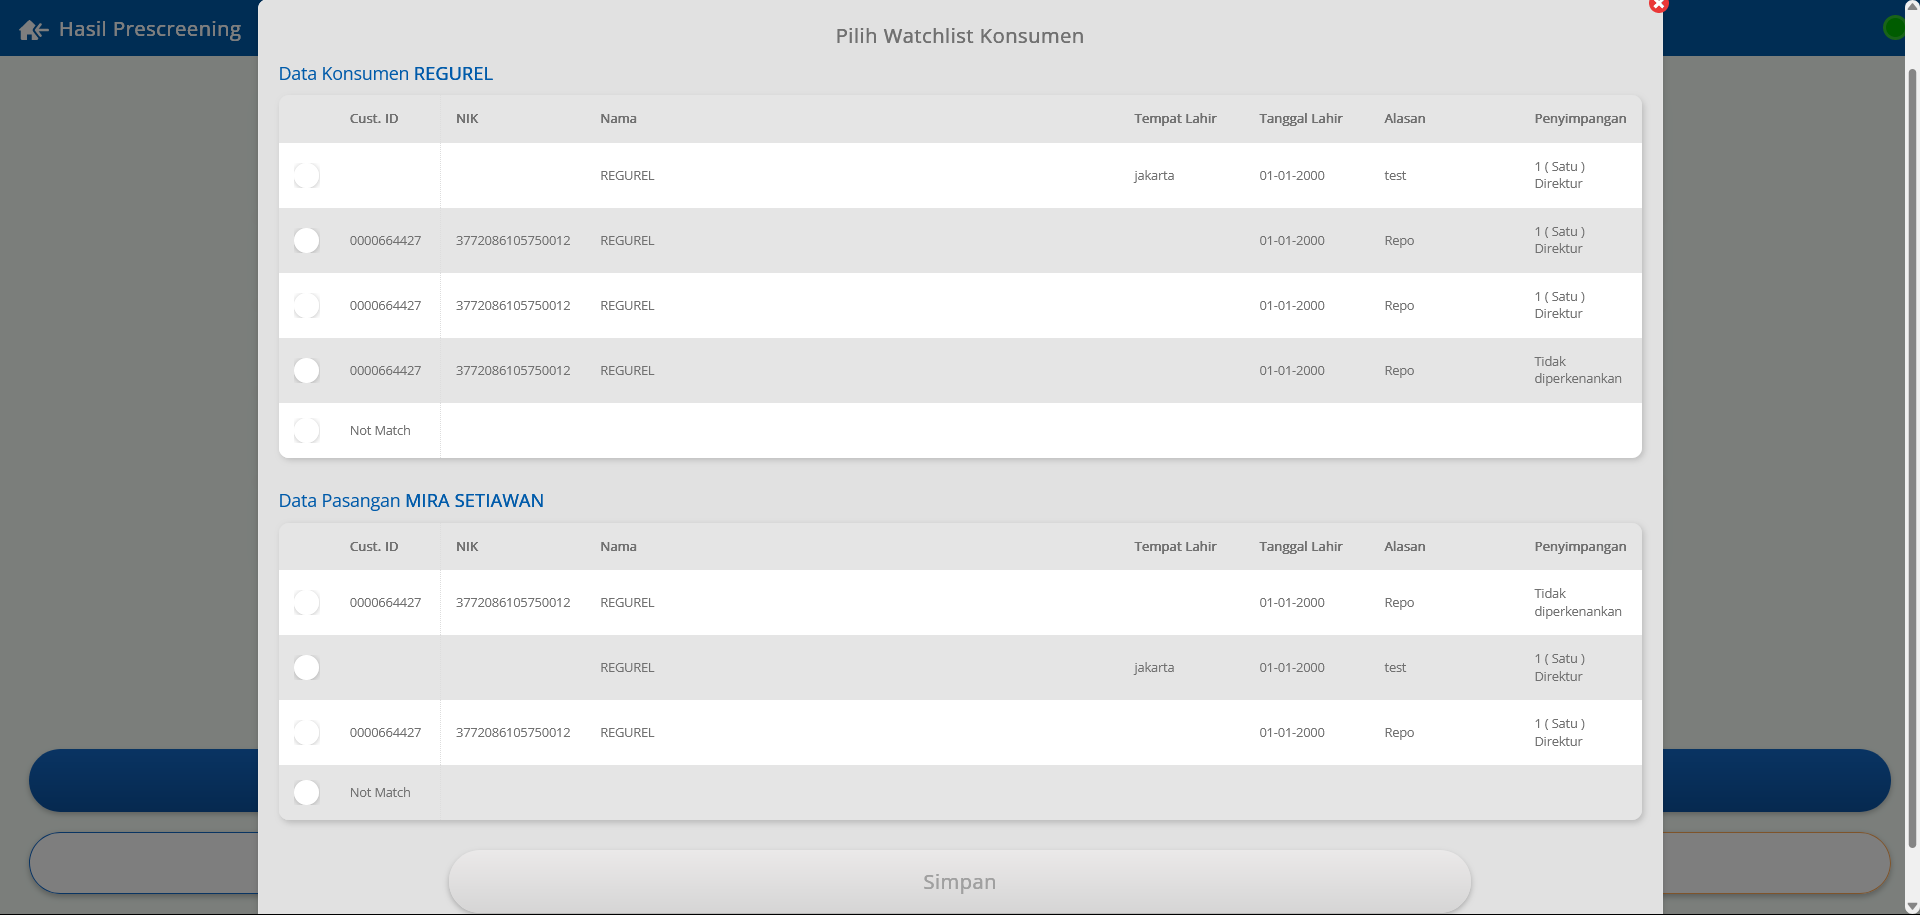 Hasil Prescreening
Pilih Watchlist Konsumen
Data Konsumen REGUREL
Cust. ID NIK Nama Tempat Lahir Tanggal Lahir Alasan Penyimpangan
REGUREL jakarta 01-01-2000 test 1 ( Satu )
Direktur
0000664427 3772086105750012 REGUREL 01-01-2000 Repo 1 ( Satu )
Direktur
0000664427 3772086105750012 REGUREL 01-01-2000 Repo 1 ( Satu )
Direktur
0000664427 3772086105750012 REGUREL 01-01-2000 Repo Tidak
diperkenankan
Not Match
Data Pasangan MIRA SETIAWAN
Cust. ID NIK Nama Tempat Lahir Tanggal Lahir Alasan Penyimpangan
0000664427 3772086105750012 REGUREL 01-01-2000 Repo Tidak
diperkenankan
REGUREL jakarta 01-01-2000 test 1 ( Satu )
Direktur
0000664427 3772086105750012 REGUREL 01-01-2000 Repo 1 ( Satu )
Direktur
Not Match
Simpan